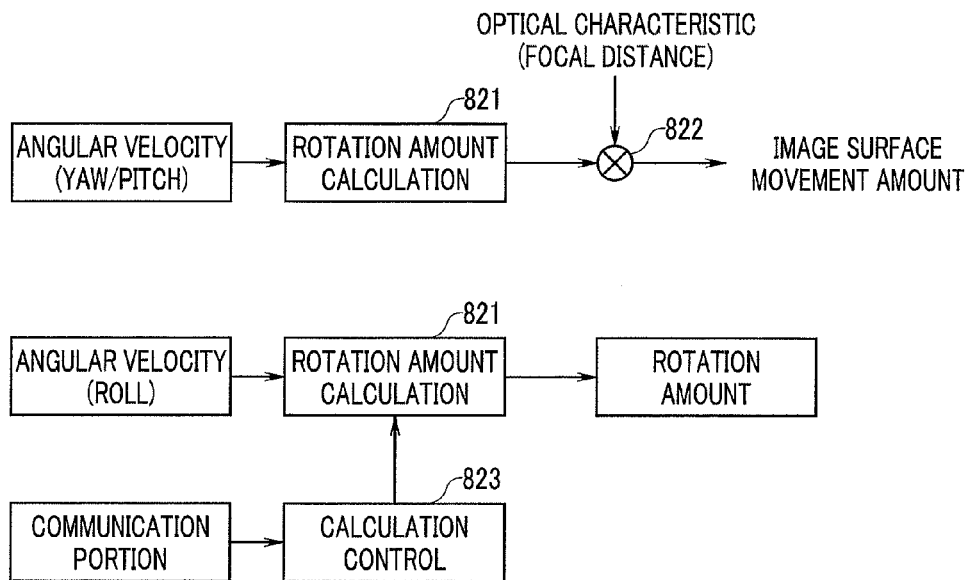 OPTICAL CHARACTERISTIC
(FOCAL DISTANCE)
821
822
ANGULAR VELOCITY
(YAW/PITCH)
ROTATION AMOUNT
CALCULATION
IMAGE SURFACE
MOVEMENT AMOUNT
821
ANGULAR VELOCITY
(ROLL)
ROTATION AMOUNT
CALCULATION
ROTATION
AMOUNT
823
COMMUNICATION
PORTION
CALCULATION
CONTROL